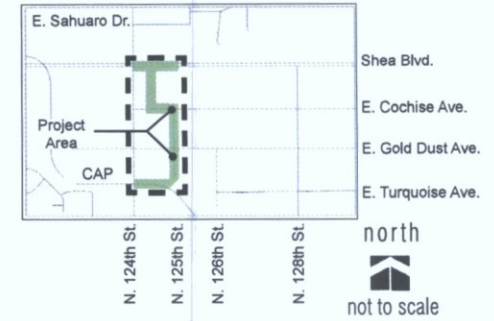 E. Sahuaro Dr.
Shea Blvd.
E. Cochise Ave.
Project
Area
E. Gold Dust Ave.
CAP
E. Turquoise Ave.
N. 124th St.
N. 125th St.
N. 126th St.
N. 128th St.
north
not to scale